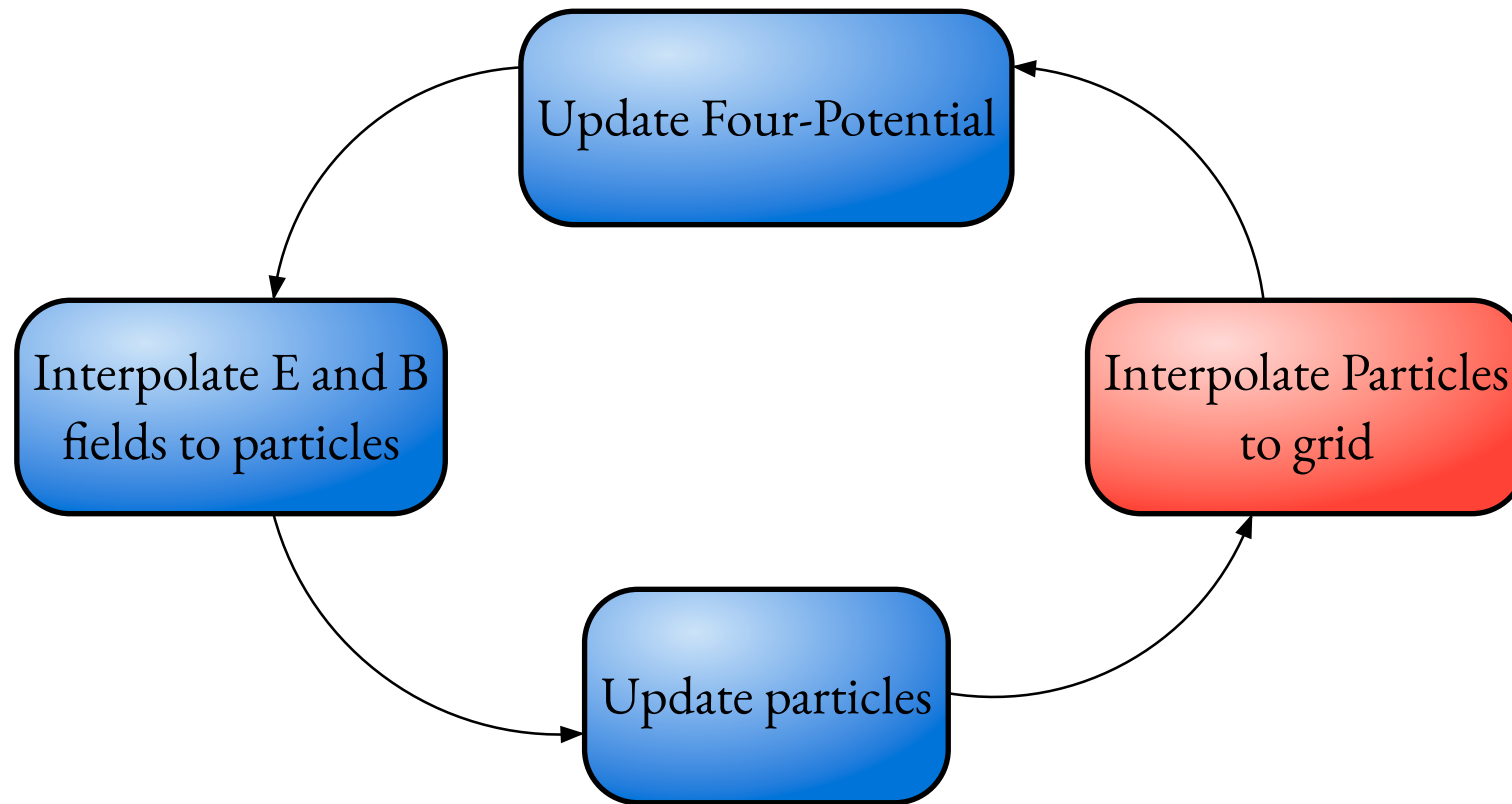 Update Four-Potential
Interpolate E and B
fields to particles
Interpolate Particles
to grid
Update particles